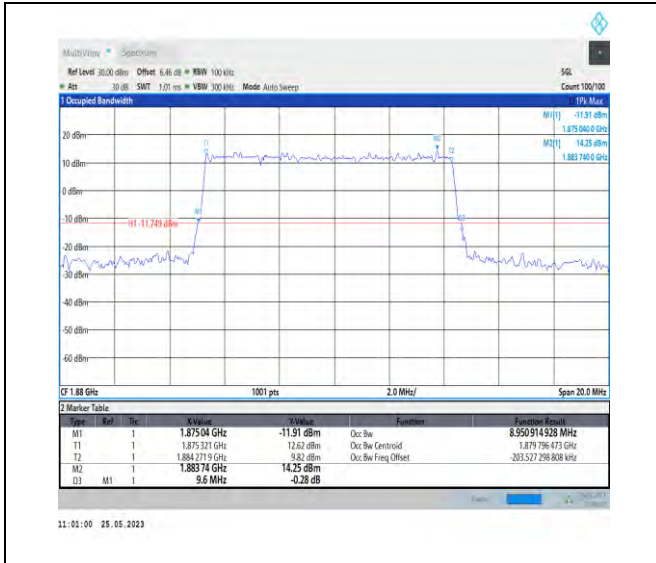 MultiView Spectrum
Ref Level 30.00 dBm Offset 6.46 dB RBW 100 kHz SGL
Att 30 dB SWT 1.01 ms VBW 300 kHz Mode Auto Sweep Count 100/100
1 Occupied Bandwidth 1Pk Max
M1[1] -11.91 dBm
1.875 040 0 GHz
20 dBm M2[1] 14.25 dBm
1.883 740 0 GHz
T1 M2 T2
10 dBm
0 dBm
-10 dBm M1 D3
H1 -11.749 dBm
-20 dBm
-30 dBm
-40 dBm
-50 dBm
-60 dBm
CF 1.88 GHz 1001 pts 2.0 MHz/ Span 20.0 MHz
2 Marker Table
Type Ref Trc X-Value Y-Value Function Function Result
M1 1 1.87504 GHz -11.91 dBm Occ Bw 8.950 914 928 MHz
T1 1 1.875 321 GHz 12.62 dBm Occ Bw Centroid 1.879 796 473 GHz
T2 1 1.884 271 9 GHz 9.82 dBm Occ Bw Freq Offset -203.527 298 808 kHz
M2 1 1.88374 GHz 14.25 dBm
D3 M1 1 9.6 MHz -0.28 dB
11:01:00 25.05.2023